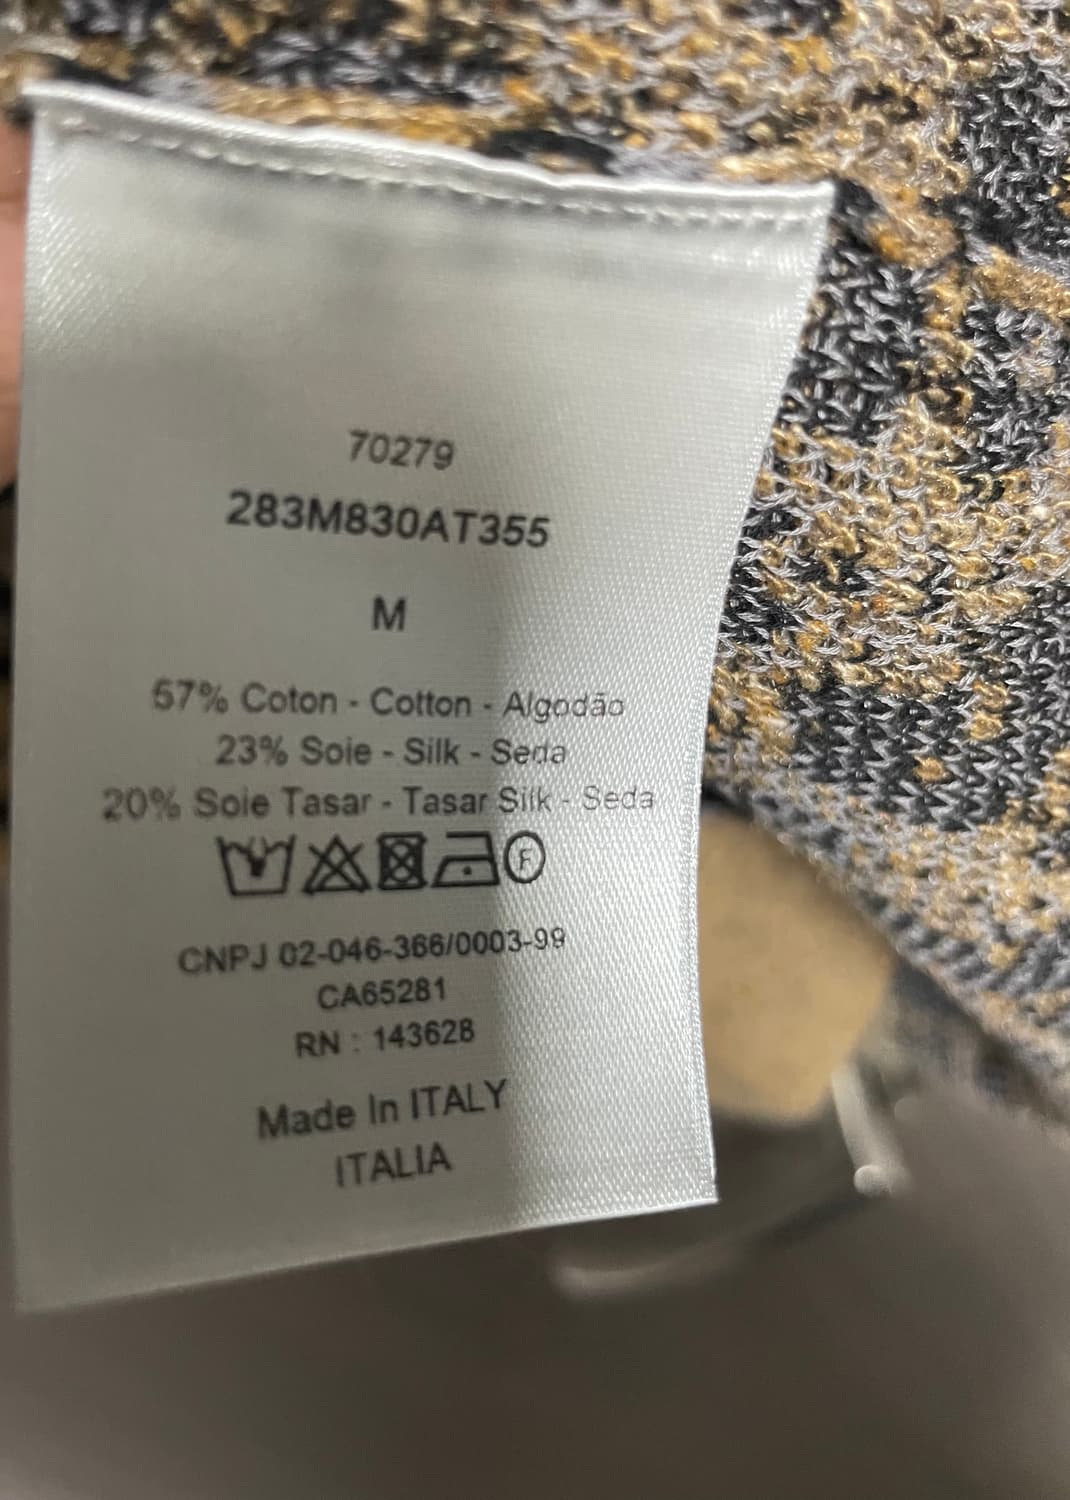 70279
283M830AT355
M
57% Coton - Cotton - Algodão
23% Soie - Silk - Seda
20% Soie Tasar - Tasar Silk - Seda
F
CNPJ 02-046-366/0003-99
CA65281
RN : 143628
Made In ITALY
ITALIA